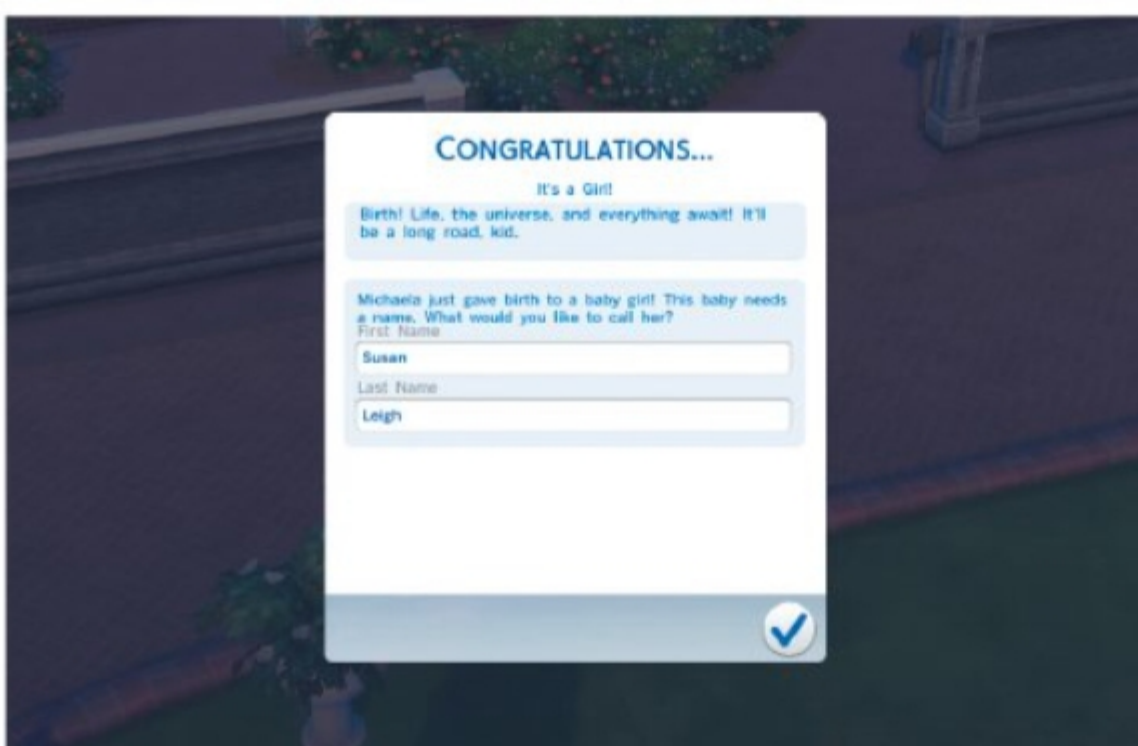 CONGRATULATIONS...
It's a Girl!
Birth! Life, the universe, and everything await! It'll
be a long road, kid.
Michaela just gave birth to a baby girl! This baby needs
a name. What would you like to call her?
First Name
Susan
Last Name
Leigh